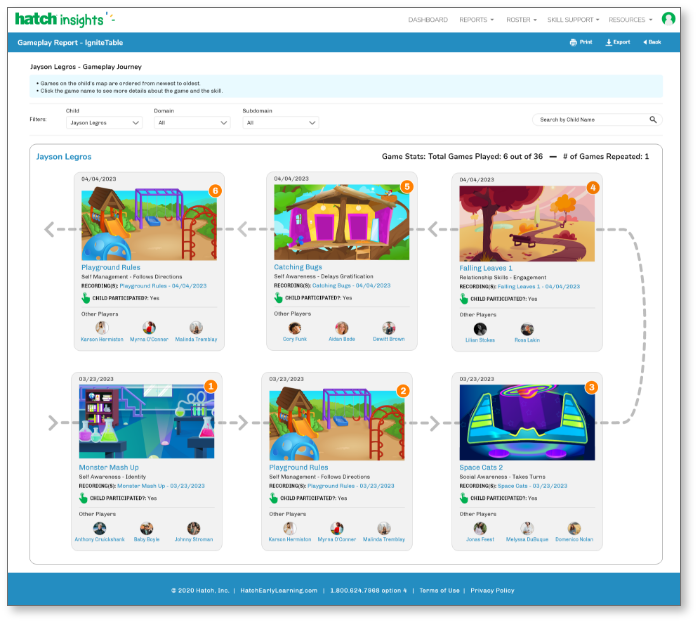 hatch insights
DASHBOARD REPORTS ROSTER SKILL SUPPORT RESOURCES
Gameplay Report - IgniteTable
Print Export Back
Jayson Legros - Gameplay Journey
• Games on the child's map are ordered from newest to oldest.
• Click the game name to see more details about the game and the skill.
Filters:
Child Domain Subdomain
Jayson Legros All All
Search by Child Name
Jayson Legros
Game Stats: Total Games Played: 6 out of 36 — # of Games Repeated: 1
04/04/2023
6
Playground Rules
Self Management - Follows Directions
RECORDING(S): Playground Rules - 04/04/2023
CHILD PARTICIPATED?: Yes
Other Players
Karson Hermiston Myrna O'Conner Malinda Tremblay
04/04/2023
5
Catching Bugs
Self Awareness - Delays Gratification
RECORDING(S): Catching Bugs - 04/04/2023
CHILD PARTICIPATED?: Yes
Other Players
Cory Funk Aidan Bode Dewitt Brown
04/04/2023
4
Falling Leaves 1
Relationship Skills - Engagement
RECORDING(S): Falling Leaves 1 - 04/04/2023
CHILD PARTICIPATED?: Yes
Other Players
Lilian Stokes Ross Lakin
03/23/2023
1
Monster Mash Up
Self Awareness - Identity
RECORDING(S): Monster Mash Up - 03/23/2023
CHILD PARTICIPATED?: Yes
Other Players
Anthony Cruickshank Baily Boyle Johnny Stroman
03/23/2023
2
Playground Rules
Self Management - Follows Directions
RECORDING(S): Playground Rules - 03/23/2023
CHILD PARTICIPATED?: Yes
Other Players
Karson Hermiston Myrna O'Conner Malinda Tremblay
03/23/2023
3
Space Cats 2
Social Awareness - Takes Turns
RECORDING(S): Space Cats - 03/23/2023
CHILD PARTICIPATED?: Yes
Other Players
Jonas Feest Melyssa DuBuque Domenico Nolan
© 2020 Hatch, Inc. | HatchEarlyLearning.com | 1.800.624.7968 option 4 | Terms of Use | Privacy Policy